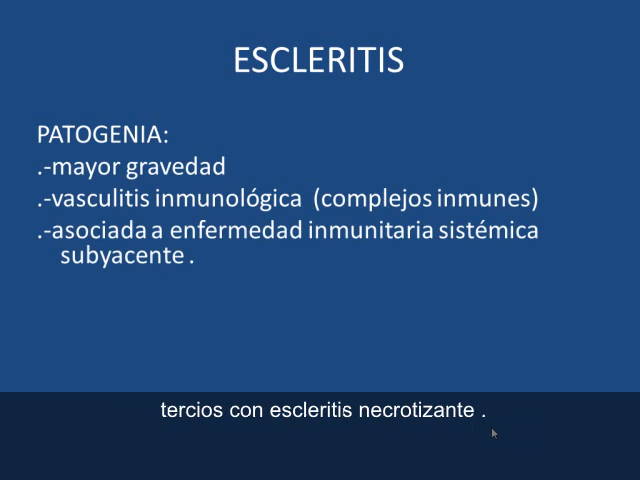 ESCLERITIS
PATOGENIA:
.-mayor gravedad
.-vasculitis inmunológica (complejos inmunes)
.-asociada a enfermedad inmunitaria sistémica
subyacente .
tercios con escleritis necrotizante .